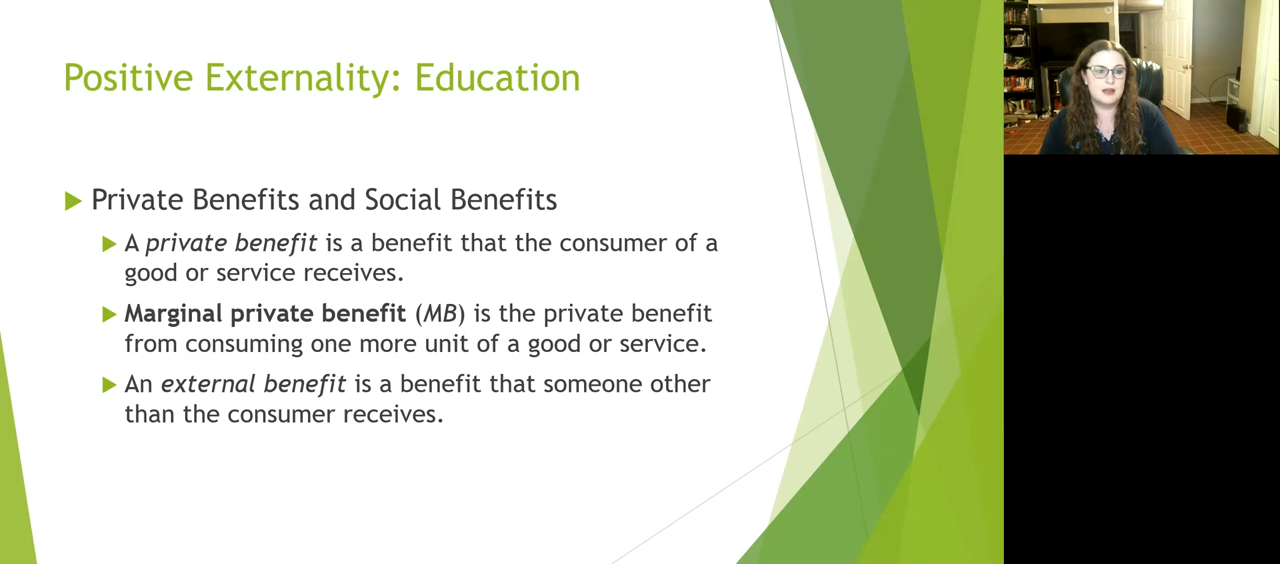 Positive Externality: Education
Private Benefits and Social Benefits
A private benefit is a benefit that the consumer of a
good or service receives.
Marginal private benefit (MB) is the private benefit
from consuming one more unit of a good or service.
An external benefit is a benefit that someone other
than the consumer receives.